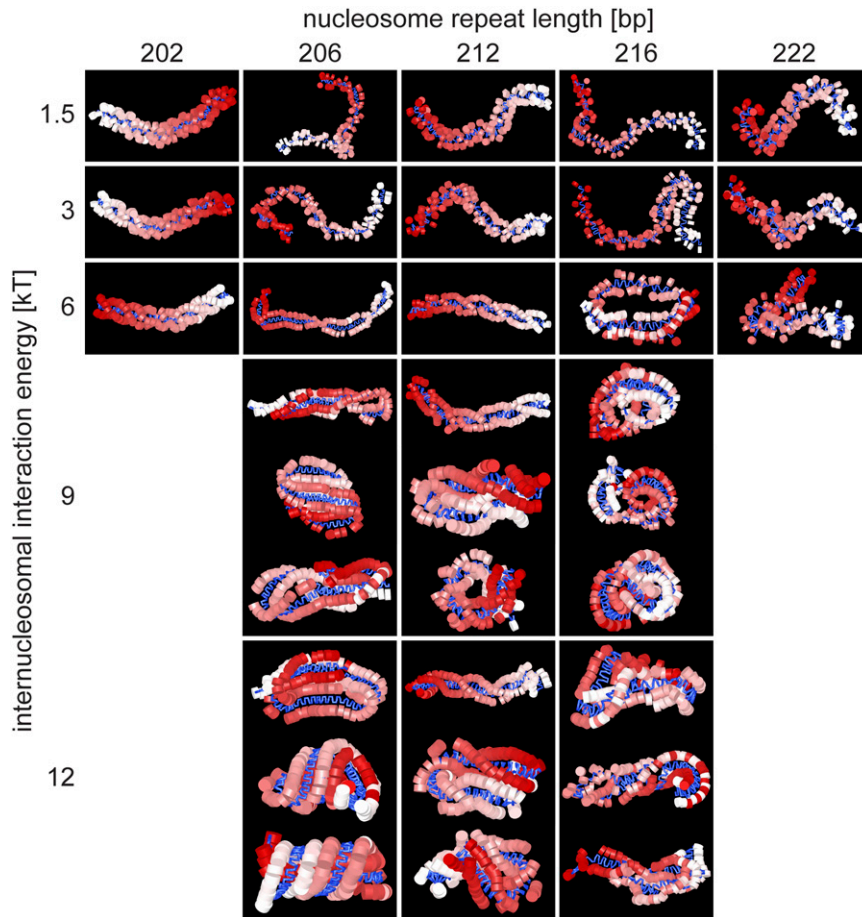 nucleosome repeat length [bp]
202 206 212 216 222
internucleosomal interaction energy [kT]
1.5
3
6
9
12